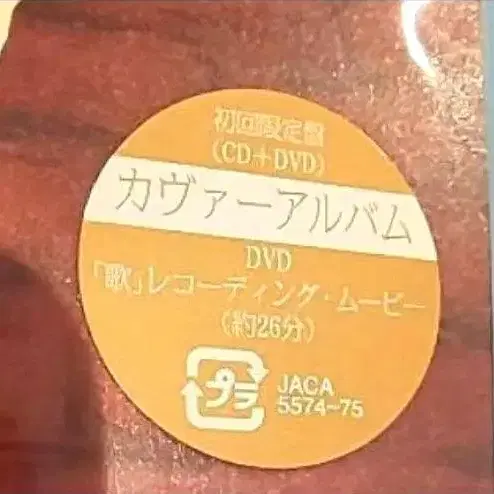 初回限定盤
(CD+DVD)
カヴァーアルバム
DVD
「歌」レコーディング・ムービー
(約26分)
プラ
JACA
5574-75